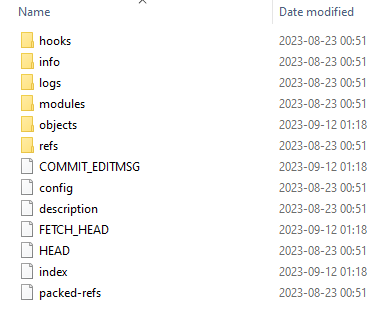 Name Date modified
hooks 2023-08-23 00:51
info 2023-08-23 00:51
logs 2023-08-23 00:51
modules 2023-08-23 00:51
objects 2023-09-12 01:18
refs 2023-08-23 00:51
COMMIT_EDITMSG 2023-09-12 01:18
config 2023-08-23 00:51
description 2023-08-23 00:51
FETCH_HEAD 2023-09-12 01:18
HEAD 2023-08-23 00:51
index 2023-09-12 01:18
packed-refs 2023-08-23 00:51